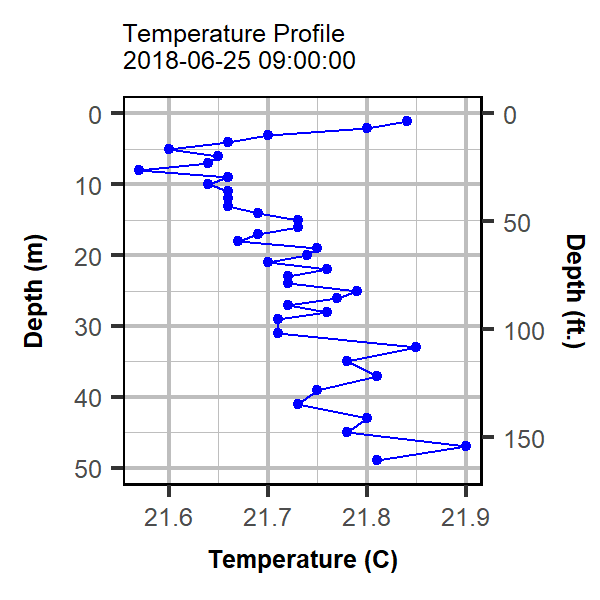 Temperature Profile
2018-06-25 09:00:00
0
10
20
30
40
50
Depth (m)
0
50
100
150
Depth (ft.)
21.6 21.7 21.8 21.9
Temperature (C)